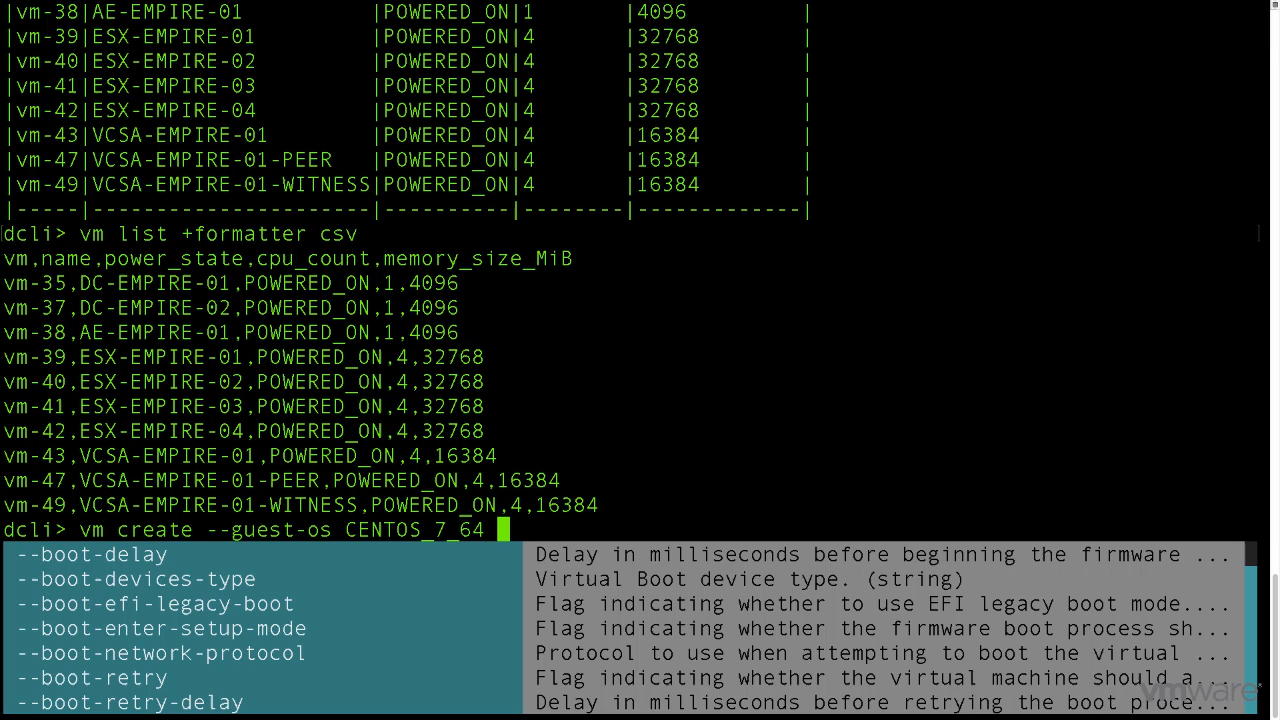 |vm-38|AE-EMPIRE-01          |POWERED_ON|1       |4096         |
|vm-39|ESX-EMPIRE-01         |POWERED_ON|4       |32768        |
|vm-40|ESX-EMPIRE-02         |POWERED_ON|4       |32768        |
|vm-41|ESX-EMPIRE-03         |POWERED_ON|4       |32768        |
|vm-42|ESX-EMPIRE-04         |POWERED_ON|4       |32768        |
|vm-43|VCSA-EMPIRE-01        |POWERED_ON|4       |16384        |
|vm-47|VCSA-EMPIRE-01-PEER   |POWERED_ON|4       |16384        |
|vm-49|VCSA-EMPIRE-01-WITNESS|POWERED_ON|4       |16384        |
|-----|----------------------|----------|--------|-------------|
dcli> vm list +formatter csv
vm,name,power_state,cpu_count,memory_size_MiB
vm-35,DC-EMPIRE-01,POWERED_ON,1,4096
vm-37,DC-EMPIRE-02,POWERED_ON,1,4096
vm-38,AE-EMPIRE-01,POWERED_ON,1,4096
vm-39,ESX-EMPIRE-01,POWERED_ON,4,32768
vm-40,ESX-EMPIRE-02,POWERED_ON,4,32768
vm-41,ESX-EMPIRE-03,POWERED_ON,4,32768
vm-42,ESX-EMPIRE-04,POWERED_ON,4,32768
vm-43,VCSA-EMPIRE-01,POWERED_ON,4,16384
vm-47,VCSA-EMPIRE-01-PEER,POWERED_ON,4,16384
vm-49,VCSA-EMPIRE-01-WITNESS,POWERED_ON,4,16384
dcli> vm create --guest-os CENTOS_7_64
--boot-delay Delay in milliseconds before beginning the firmware ...
--boot-devices-type Virtual Boot device type. (string)
--boot-efi-legacy-boot Flag indicating whether to use EFI legacy boot mode....
--boot-enter-setup-mode Flag indicating whether the firmware boot process sh...
--boot-network-protocol Protocol to use when attempting to boot the virtual ...
--boot-retry Flag indicating whether the virtual machine should a...
--boot-retry-delay Delay in milliseconds before retrying the boot proce...
vmware